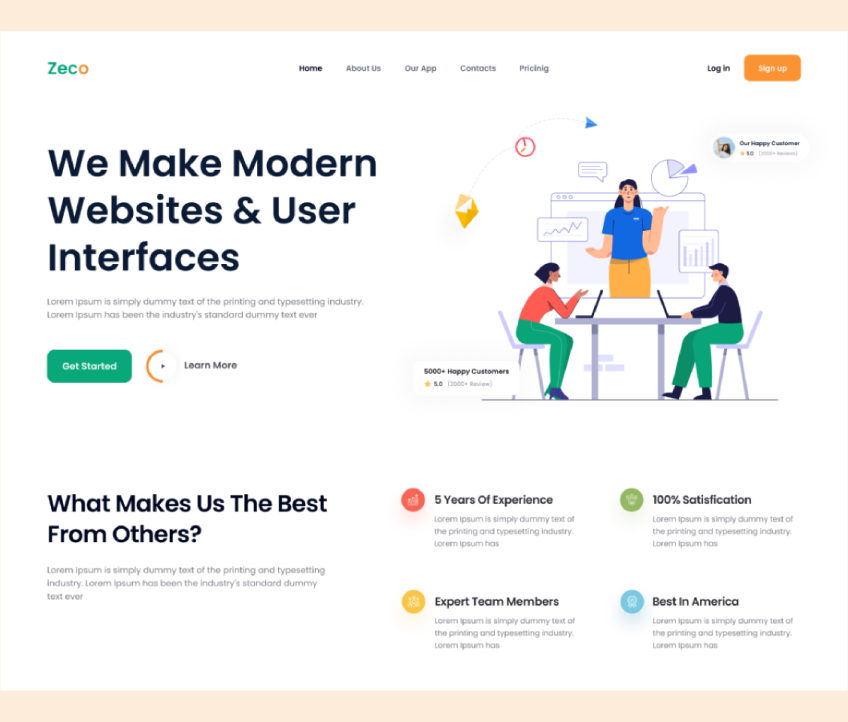 Zeco
Home About Us Our App Contacts Pricinig
Log in Sign up
We Make Modern
Websites & User
Interfaces
Lorem Ipsum is simply dummy text of the printing and typesetting industry.
Lorem Ipsum has been the industry's standard dummy text ever
Get Started
Learn More
Our Happy Customer
5.0 (2000+ Reviews)
5000+ Happy Customers
5.0 (2000+ Review)
What Makes Us The Best
From Others?
Lorem Ipsum is simply dummy text of the printing and typesetting
industry. Lorem Ipsum has been the industry's standard dummy
text ever
5 Years Of Experience
Lorem Ipsum is simply dummy text of
the printing and typesetting industry.
Lorem Ipsum has
100% Satisfication
Lorem Ipsum is simply dummy text of
the printing and typesetting industry.
Lorem Ipsum has
Expert Team Members
Lorem Ipsum is simply dummy text of
the printing and typesetting industry.
Lorem Ipsum has
Best In America
Lorem Ipsum is simply dummy text of
the printing and typesetting industry.
Lorem Ipsum has